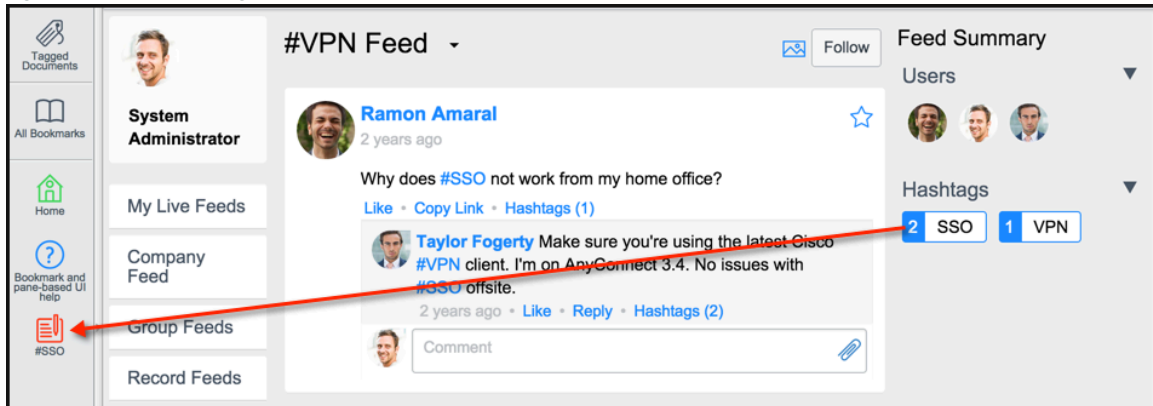 Tagged
Documents
All Bookmarks
Home
?
Bookmark and
pane-based UI
help
#SSO
System
Administrator
My Live Feeds
Company
Feed
Group Feeds
Record Feeds
#VPN Feed
Follow
Ramon Amaral
2 years ago
Why does #SSO not work from my home office?
Like • Copy Link • Hashtags (1)
Taylor Fogerty Make sure you're using the latest Cisco
#VPN client. I'm on AnyConnect 3.4. No issues with
#SSO offsite.
2 years ago • Like • Reply • Hashtags (2)
Comment
Feed Summary
Users
Hashtags
2 SSO 1 VPN